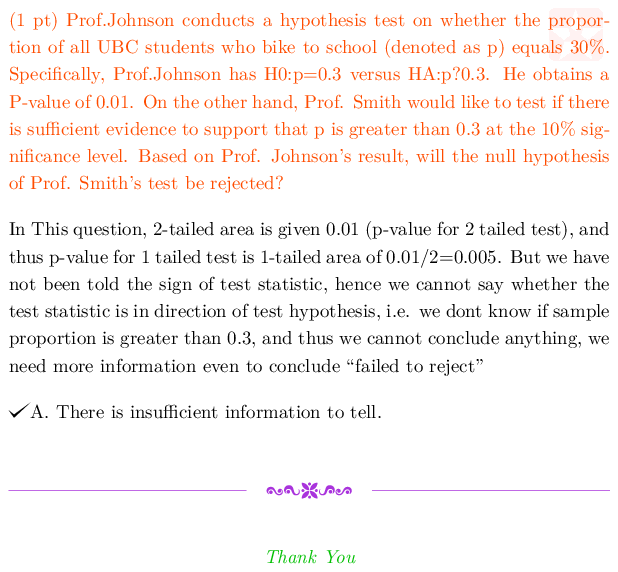 (1 pt) Prof.Johnson conducts a hypothesis test on whether the propor-
tion of all UBC students who bike to school (denoted as p) equals 30%.
Specifically, Prof.Johnson has H0:p=0.3 versus HA:p?0.3. He obtains a
P-value of 0.01. On the other hand, Prof. Smith would like to test if there
is sufficient evidence to support that p is greater than 0.3 at the 10% sig-
nificance level. Based on Prof. Johnson's result, will the null hypothesis
of Prof. Smith's test be rejected?
In This question, 2-tailed area is given 0.01 (p-value for 2 tailed test), and
thus p-value for 1 tailed test is 1-tailed area of 0.01/2=0.005. But we have
not been told the sign of test statistic, hence we cannot say whether the
test statistic is in direction of test hypothesis, i.e. we dont know if sample
proportion is greater than 0.3, and thus we cannot conclude anything, we
need more information even to conclude “failed to reject”
✓A. There is insufficient information to tell.
Thank You